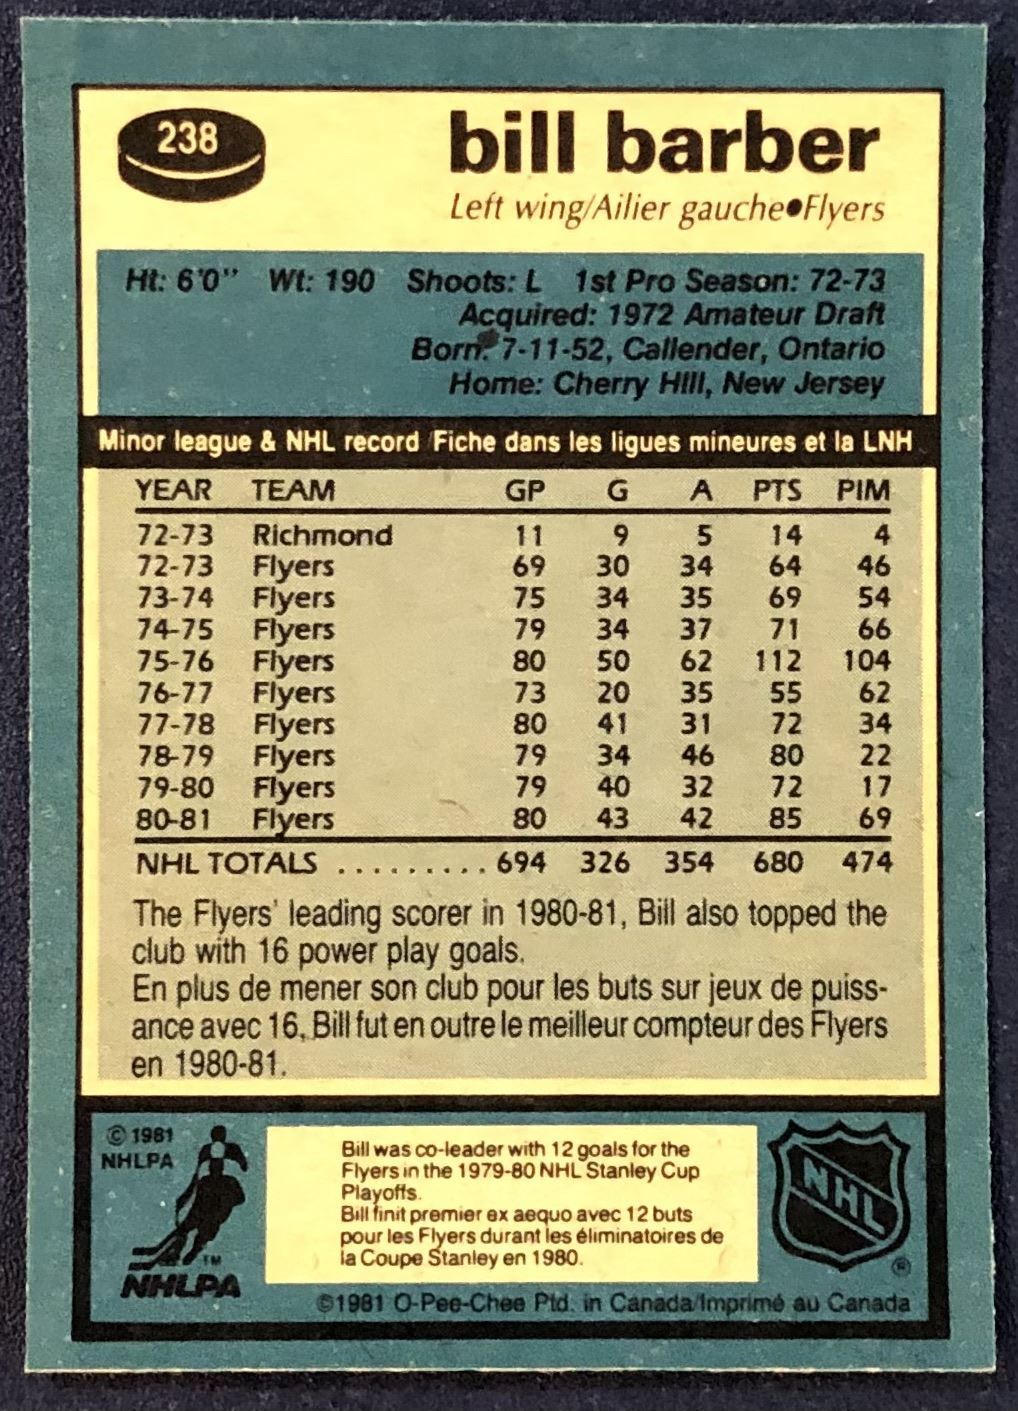 238
bill barber
Left wing/Ailier gauche●Flyers
Ht: 6'0" Wt: 190 Shoots: L 1st Pro Season: 72-73
Acquired: 1972 Amateur Draft
Born: 7-11-52, Callender, Ontario
Home: Cherry Hill, New Jersey
Minor league & NHL record Fiche dans les ligues mineures et la LNH
YEAR TEAM GP G A PTS PIM
72-73 Richmond 11 9 5 14 4
72-73 Flyers 69 30 34 64 46
73-74 Flyers 75 34 35 69 54
74-75 Flyers 79 34 37 71 66
75-76 Flyers 80 50 62 112 104
76-77 Flyers 73 20 35 55 62
77-78 Flyers 80 41 31 72 34
78-79 Flyers 79 34 46 80 22
79-80 Flyers 79 40 32 72 17
80-81 Flyers 80 43 42 85 69
NHL TOTALS ......... 694 326 354 680 474
The Flyers' leading scorer in 1980-81, Bill also topped the
club with 16 power play goals.
En plus de mener son club pour les buts sur jeux de puiss-
ance avec 16, Bill fut en outre le meilleur compteur des Flyers
en 1980-81.
© 1981
NHLPA
TM
NHLPA
Bill was co-leader with 12 goals for the
Flyers in the 1979-80 NHL Stanley Cup
Playoffs.
Bill finit premier ex aequo avec 12 buts
pour les Flyers durant les éliminatoires de
la Coupe Stanley en 1980.
NHL
®
©1981 O-Pee-Chee Ptd. in Canada/Imprimé au Canada